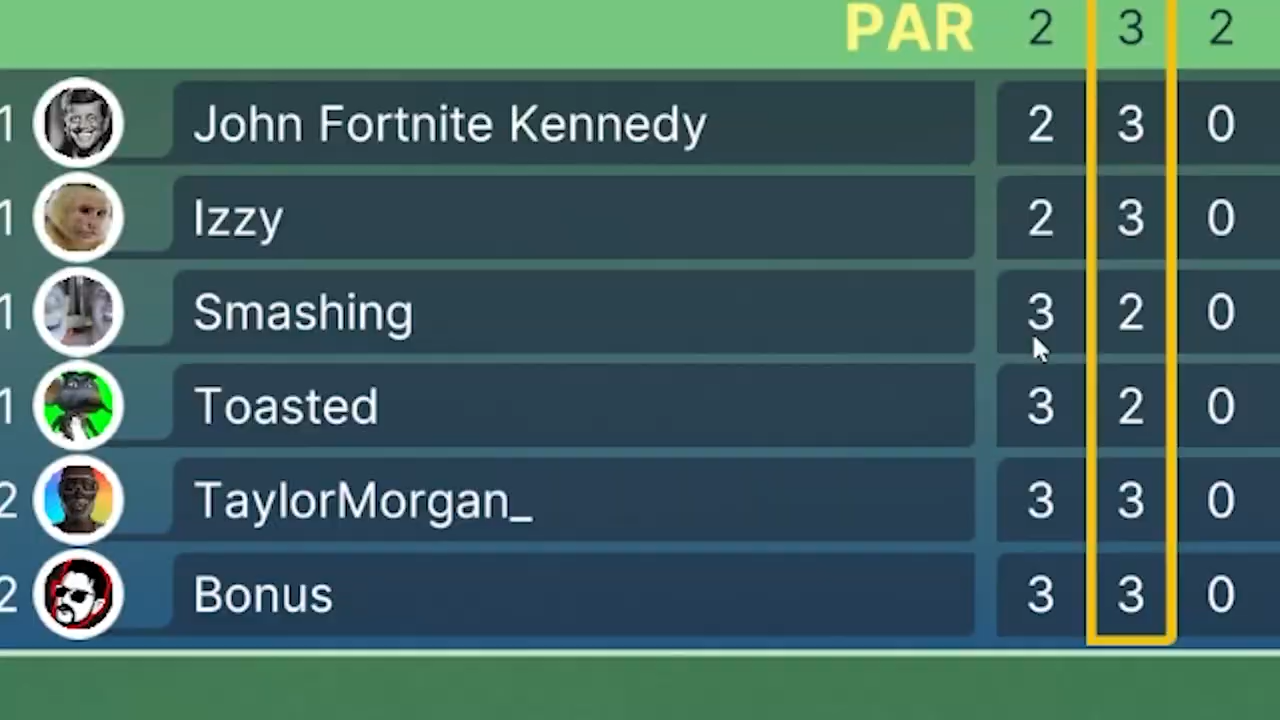 PAR 2 3 2
1 John Fortnite Kennedy 2 3 0
1 Izzy 2 3 0
1 Smashing 3 2 0
1 Toasted 3 2 0
2 TaylorMorgan_ 3 3 0
2 Bonus 3 3 0